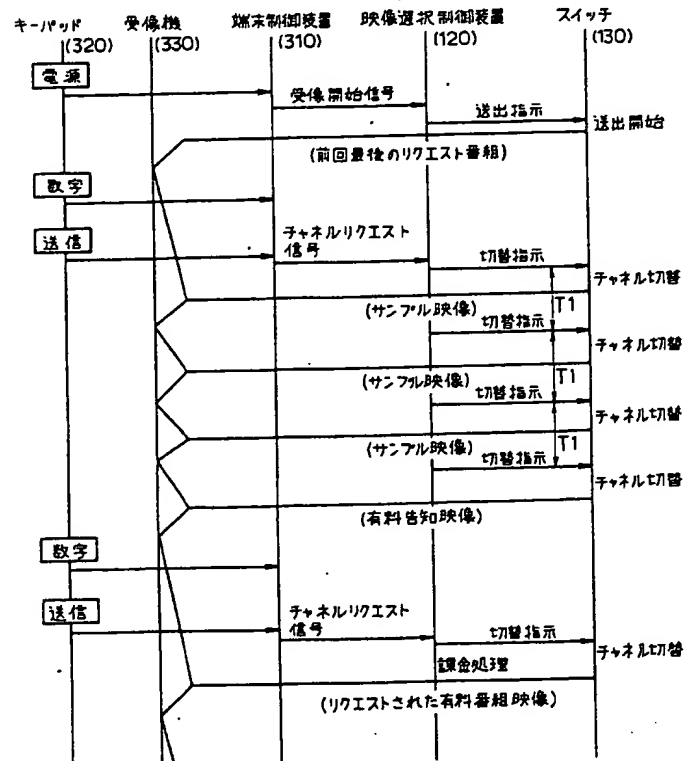 キーパッド 受像機 端末制御装置 映像選択制御装置 スイッチ
(320) (330) (310) (120) (130)
電源
受像開始信号
送出指示
送出開始
(前回最後のリクエスト番組)
数字
送信
チャネルリクエスト
信号
切替指示
チャネル切替
(サンプル映像)
T1
切替指示
チャネル切替
(サンプル映像)
T1
切替指示
チャネル切替
(サンプル映像)
T1
切替指示
チャネル切替
(有料告知映像)
数字
送信
チャネルリクエスト
信号
切替指示
チャネル切替
課金処理
(リクエストされた有料番組映像)